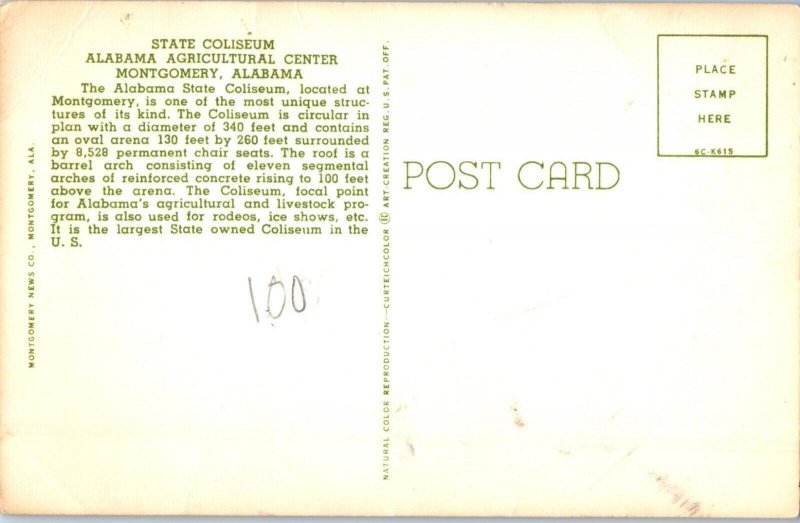 STATE COLISEUM
ALABAMA AGRICULTURAL CENTER
MONTGOMERY, ALABAMA
The Alabama State Coliseum, located at
Montgomery, is one of the most unique struc-
tures of its kind. The Coliseum is circular in
plan with a diameter of 340 feet and contains
an oval arena 130 feet by 260 feet surrounded
by 8,528 permanent chair seats. The roof is a
barrel arch consisting of eleven segmental
arches of reinforced concrete rising to 100 feet
above the arena. The Coliseum, focal point
for Alabama's agricultural and livestock pro-
gram, is also used for rodeos, ice shows, etc.
It is the largest State owned Coliseum in the
U. S.
100
MONTGOMERY NEWS CO., MONTGOMERY, ALA.
NATURAL COLOR REPRODUCTION—CURTEICHCOLOR ® ART-CREATION REG. U.S. PAT. OFF.
POST CARD
PLACE
STAMP
HERE
6C-K615